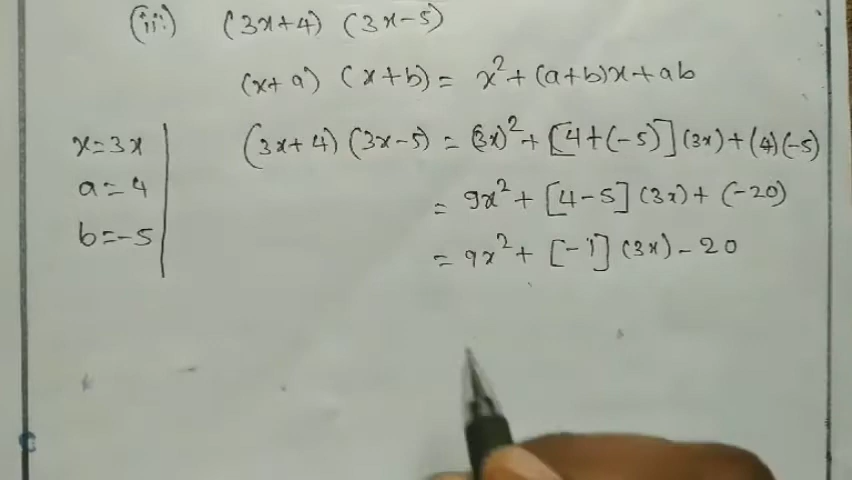 (iii) (3x+4) (3x-5)
(x+a) (x+b) = x²+(a+b)x+ab
x=3x (3x+4)(3x-5) = (3x)²+[4+(-5)](3x)+(4)(-5)
a=4 = 9x²+[4-5](3x)+(-20)
b=-5 = 9x²+[-1](3x)-20